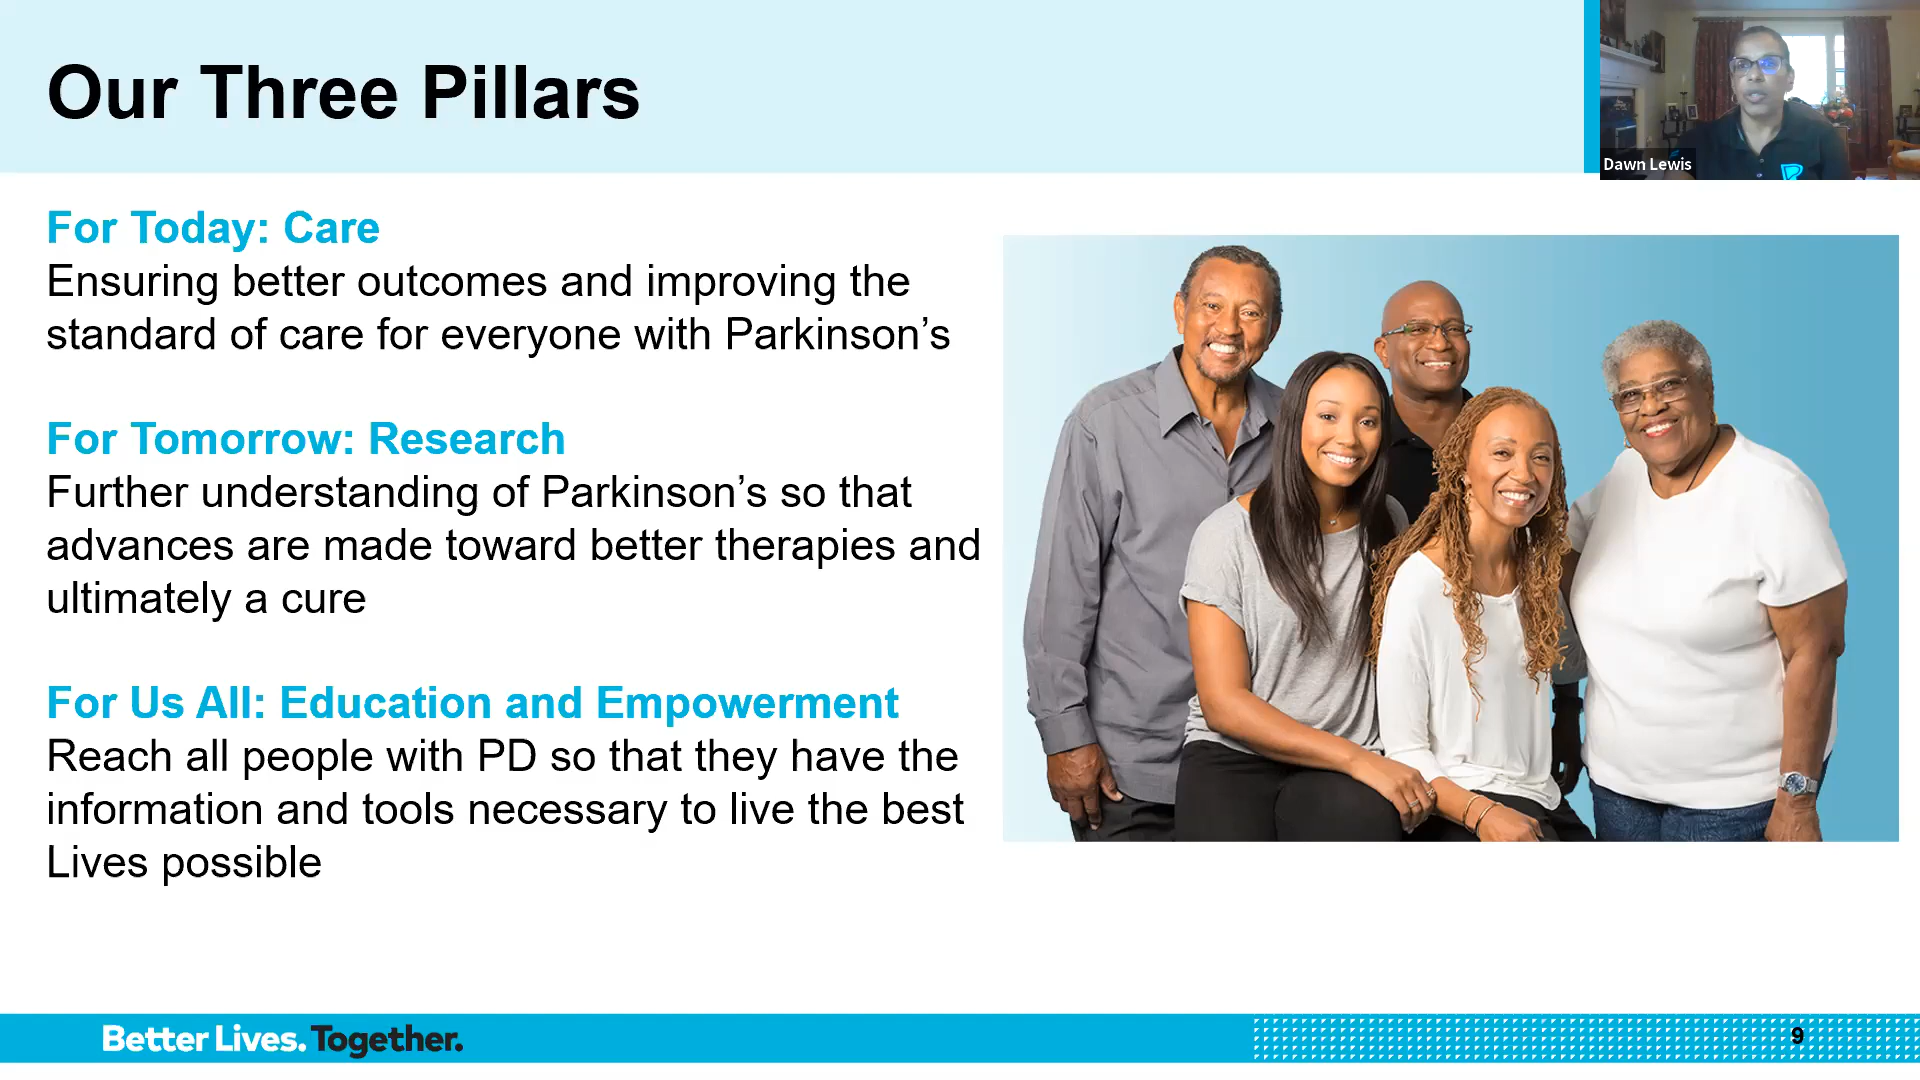 Our Three Pillars
Dawn Lewis
For Today: Care
Ensuring better outcomes and improving the
standard of care for everyone with Parkinson’s
For Tomorrow: Research
Further understanding of Parkinson’s so that
advances are made toward better therapies and
ultimately a cure
For Us All: Education and Empowerment
Reach all people with PD so that they have the
information and tools necessary to live the best
Lives possible
Better Lives. Together.
9